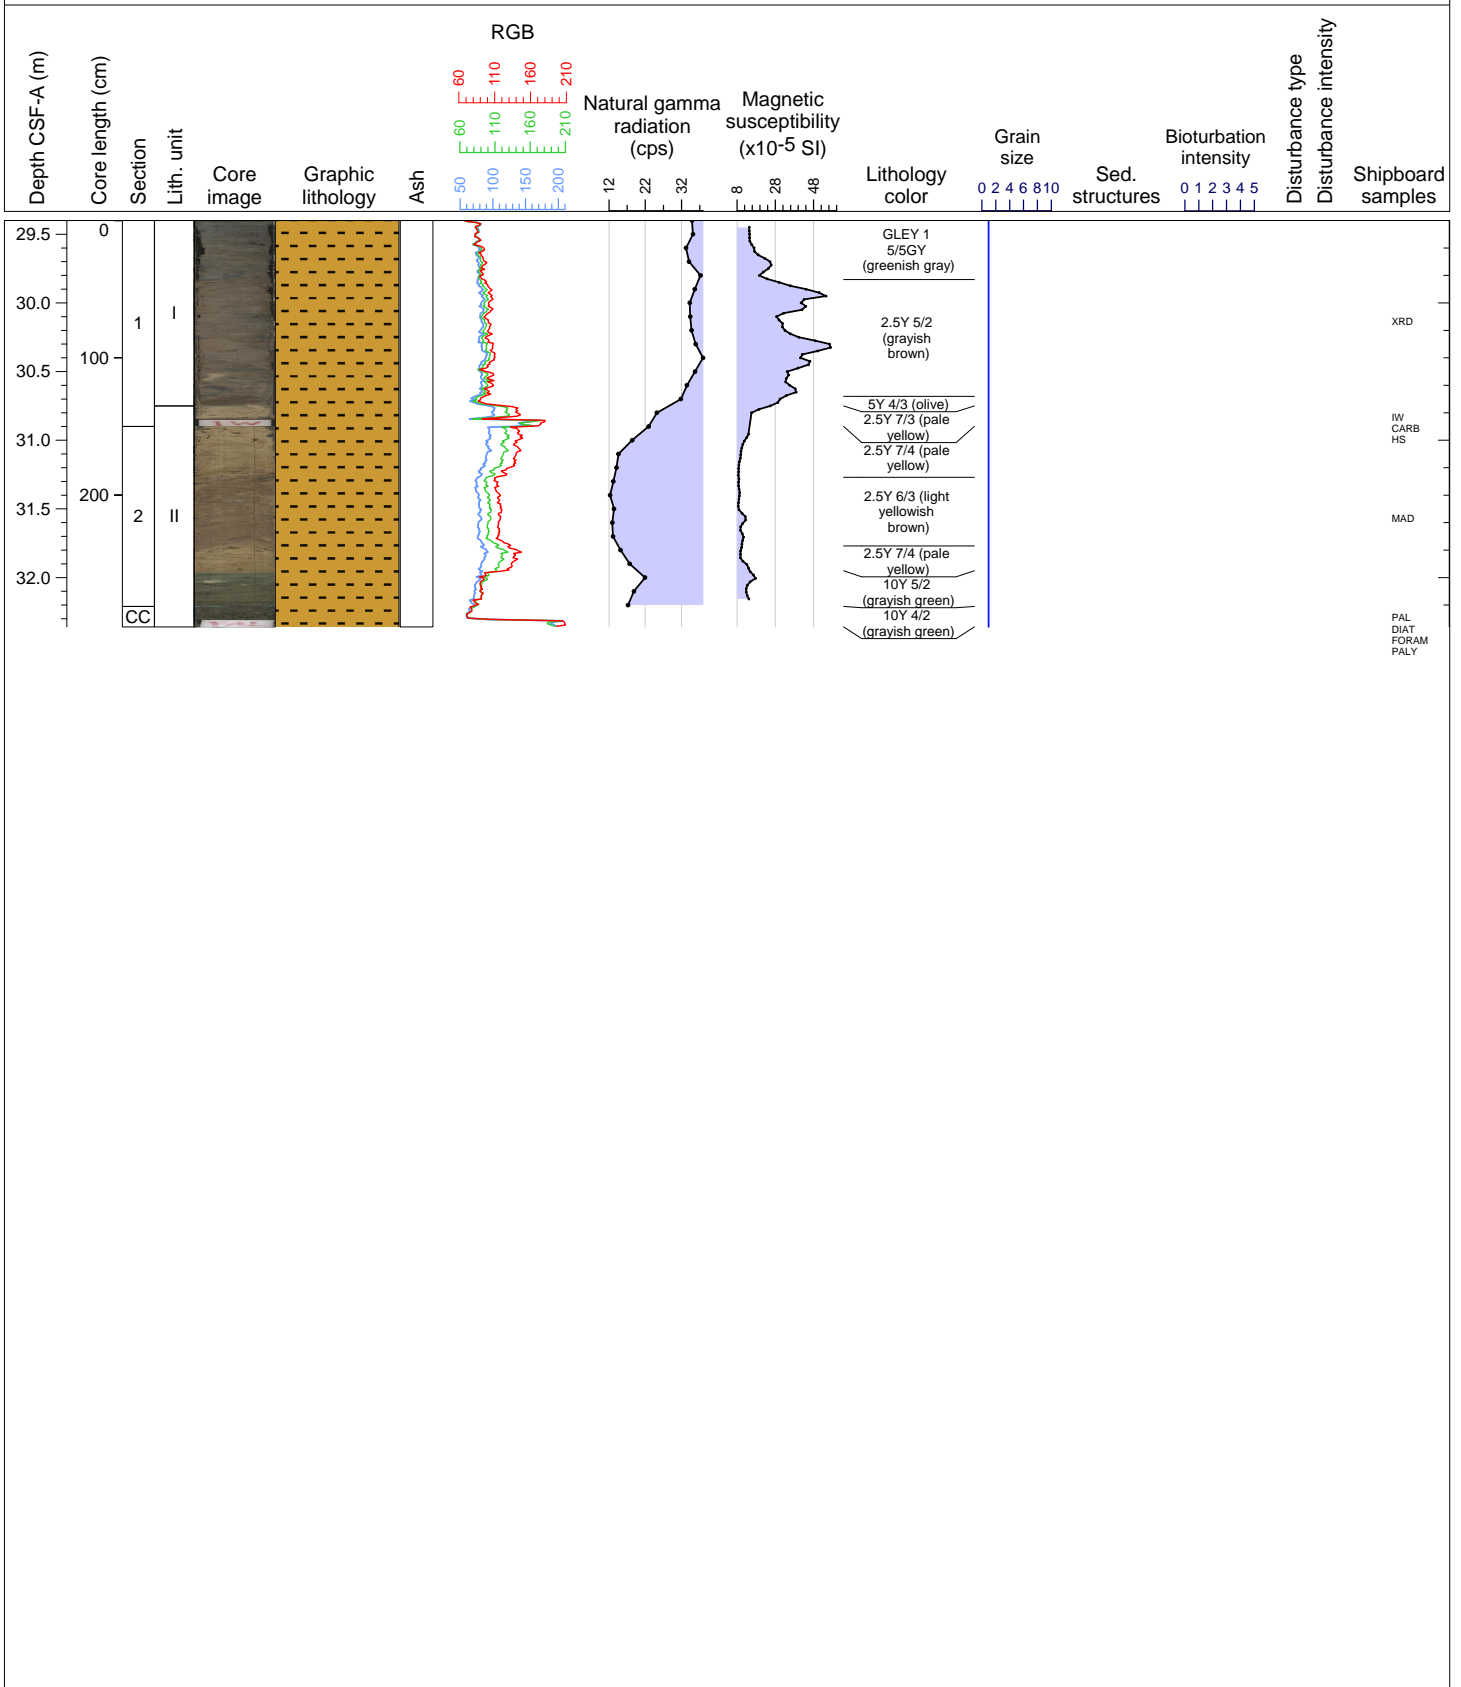 RGB
60 110 160 210
60 110 160 210
50 100 150 200
Depth CSF-A (m)
Core length (cm)
Section
Lith. unit
Core
image
Graphic
lithology
Ash
Natural gamma
radiation
(cps)
12 22 32
Magnetic
susceptibility
(x10-5 SI)
8 28 48
Lithology
color
Grain
size
0 2 4 6 8 10
Sed.
structures
Bioturbation
intensity
0 1 2 3 4 5
Disturbance type
Disturbance intensity
Shipboard
samples
29.5
30.0
30.5
31.0
31.5
32.0
0
100
200
1
2
CC
I
II
IW
GLEY 1
5/5GY
(greenish gray)
2.5Y 5/2
(grayish
brown)
5Y 4/3 (olive)
2.5Y 7/3 (pale
yellow)
2.5Y 7/4 (pale
yellow)
2.5Y 6/3 (light
yellowish
brown)
2.5Y 7/4 (pale
yellow)
10Y 5/2
(grayish green)
10Y 4/2
(grayish green)
XRD
IW
CARB
HS
MAD
PAL
DIAT
FORAM
PALY